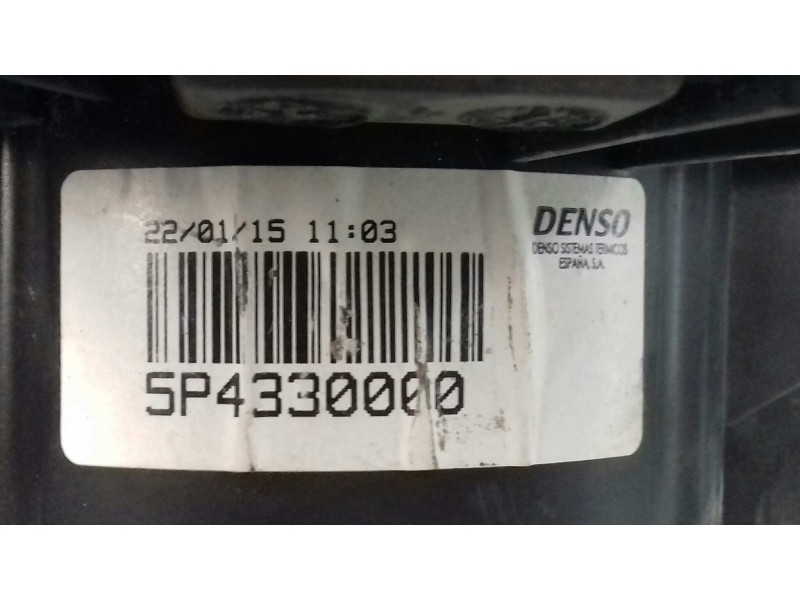 22/01/15 11:03
DENSO
DENSO SISTEMAS TERMICOS
ESPAÑA, S.A.
5P4330000